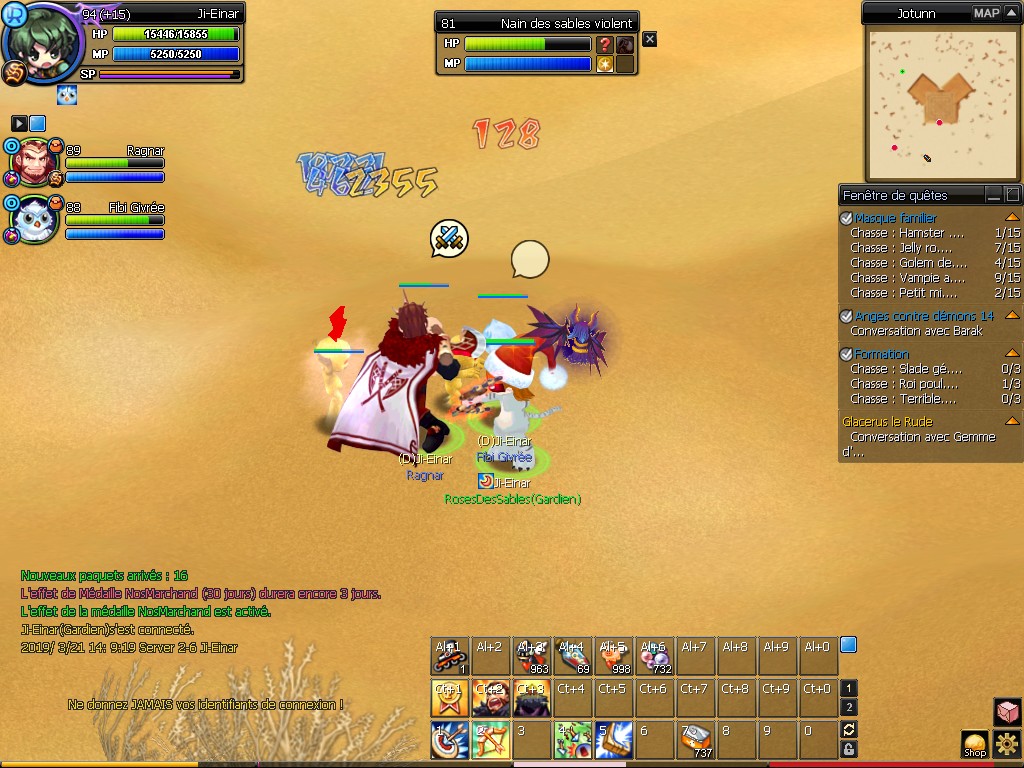 94 (+15) Ji-Einar
HP 15446/15855
MP 5250/5250
SP
81 Nain des sables violent
HP
MP
Jotunn MAP
89 Ragnar
88 Fibi Givrée
128
2355
Fenêtre de quêtes
Masque familier
Chasse : Hamster .... 1/15
Chasse : Jelly ro.... 7/15
Chasse : Golem de.... 4/15
Chasse : Vampie a.... 9/15
Chasse : Petit mi.... 2/15
Anges contre démons 14
Conversation avec Barak
Formation
Chasse : Slade gé.... 0/3
Chasse : Roi poul.... 1/3
Chasse : Terrible.... 0/3
Glacerus le Rude
Conversation avec Gemme
d'...
(D)Ji-Einar
Fibi Givrée
(D)Ji-Einar
Ragnar
Ji-Einar
RosesDesSables(Gardien.)
Nouveaux paquets arrivés : 16
L'effet de Médaille NosMarchand (30 jours) durera encore 3 jours.
L'effet de la médaille NosMarchand est activé.
Ji-Einar(Gardien)s'est connecté.
2019/ 3/21 14: 9:19 Server 2-6 Ji-Einar
Ne donnez JAMAIS vos identifiants de connexion !
Al+1 Al+2 Al+3 Al+4 Al+5 Al+6 Al+7 Al+8 Al+9 Al+0
1 963 69 998 732
Ct+1 Ct+2 Ct+3 Ct+4 Ct+5 Ct+6 Ct+7 Ct+8 Ct+9 Ct+0
1
2
1 2 3 4 5 6 7 8 9 0
737
Shop